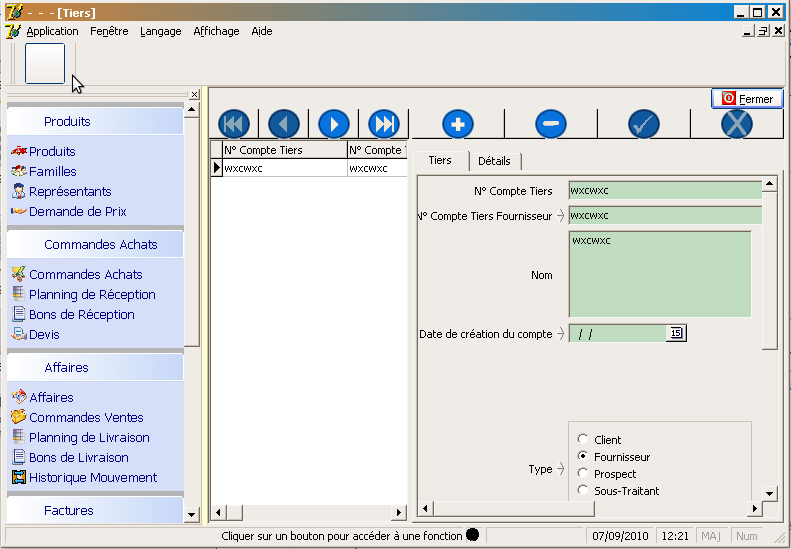 - - - [Tiers]
Application Fenêtre Langage Affichage Aide
Fermer
Produits
Produits
Familles
Représentants
Demande de Prix
Commandes Achats
Commandes Achats
Planning de Réception
Bons de Réception
Devis
Affaires
Affaires
Commandes Ventes
Planning de Livraison
Bons de Livraison
Historique Mouvement
Factures
N° Compte Tiers N° Compte T
wxcwxc wxcwxc
Tiers Détails
N° Compte Tiers wxcwxc
N° Compte Tiers Fournisseur wxcwxc
Nom wxcwxc
Date de création du compte / / 15
Type
Client
Fournisseur
Prospect
Sous-Traitant
Cliquer sur un bouton pour accéder à une fonction 07/09/2010 12:21 MAJ Num